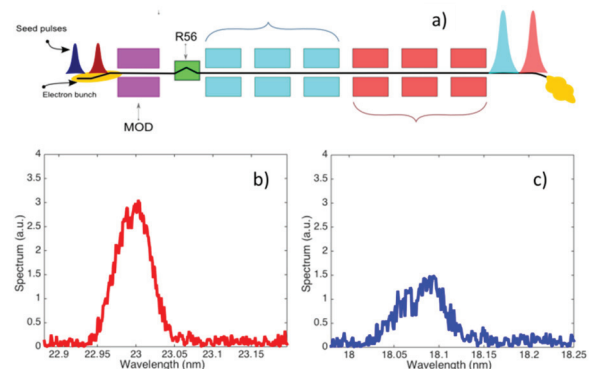 a)
Seed pulses
R56
Electron bunch
MOD
b)
4
3.5
3
2.5
2
1.5
1
0.5
0
Spectrum (a.u.)
22.9 22.95 23 23.05 23.1 23.15
Wavelength (nm)
c)
4
3.5
3
2.5
2
1.5
1
0.5
0
Spectrum (a.u.)
18 18.05 18.1 18.15 18.2 18.25
Wavelength (nm)